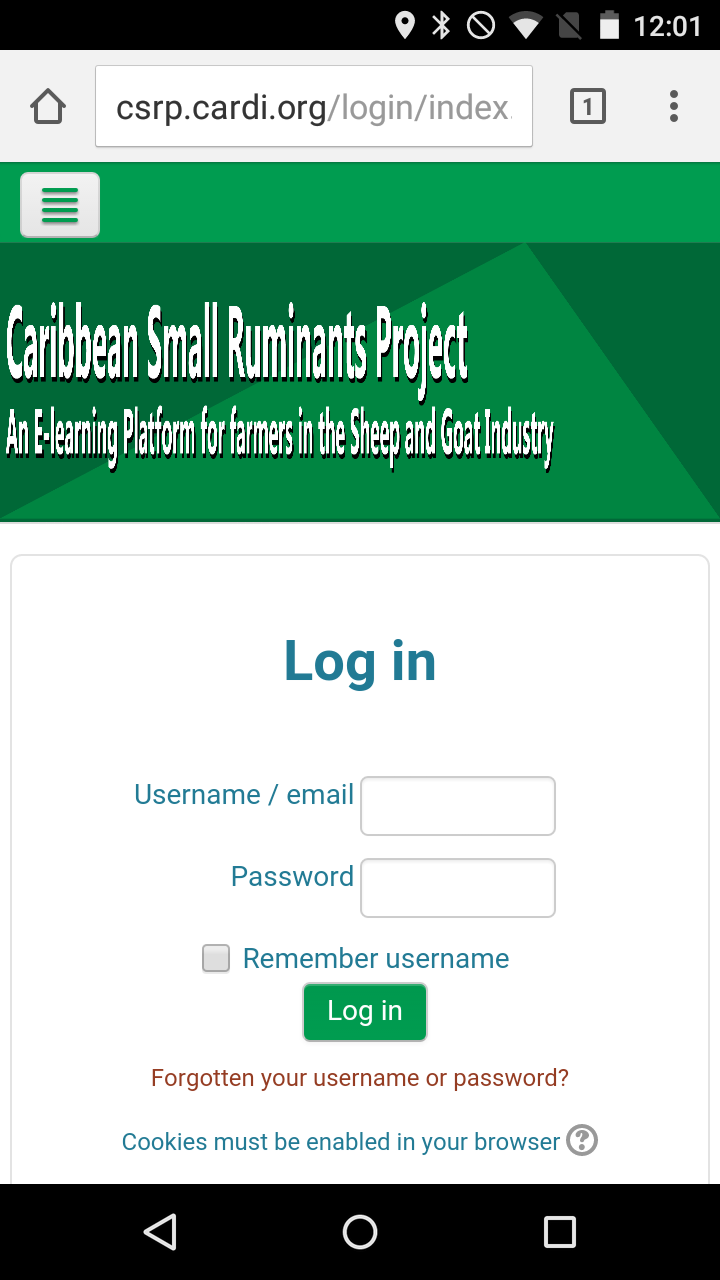 12:01
csrp.cardi.org/login/index.
1
Caribbean Small Ruminants Project
An E-learning Platform for farmers in the Sheep and Goat Industry
Log in
Username / email
Password
Remember username
Log in
Forgotten your username or password?
Cookies must be enabled in your browser ?